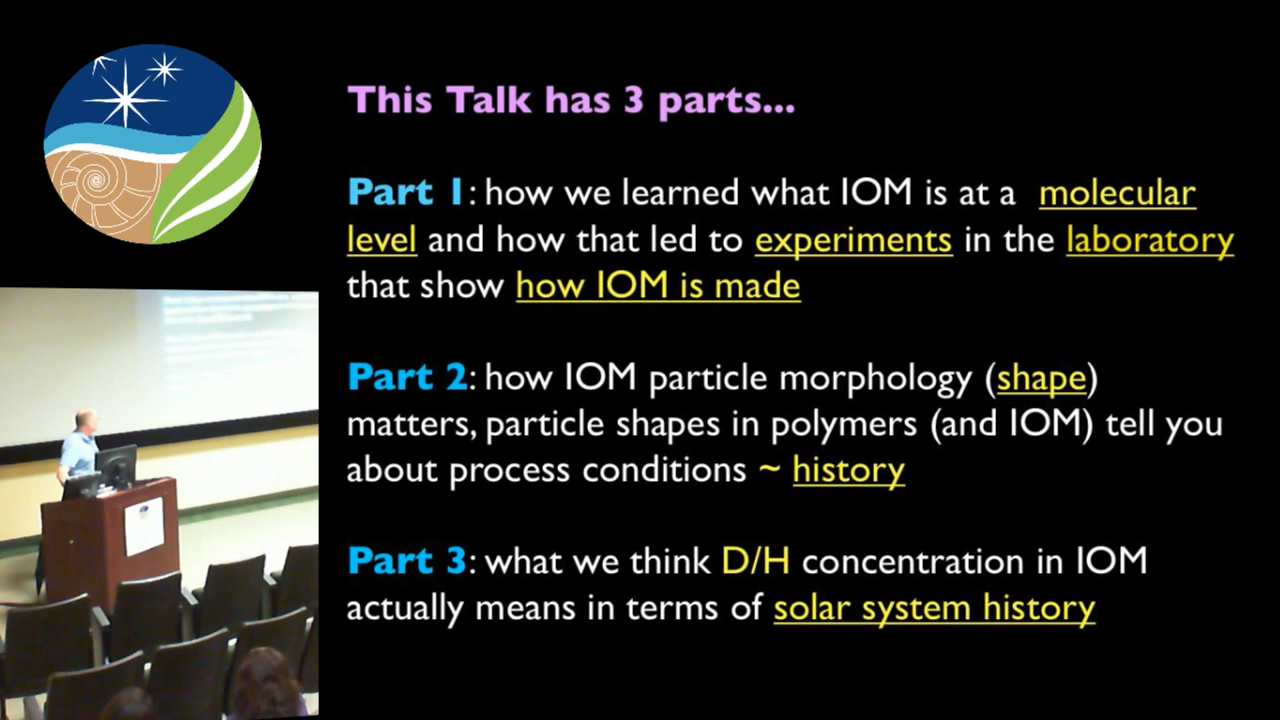 This Talk has 3 parts...
Part 1: how we learned what IOM is at a molecular
level and how that led to experiments in the laboratory
that show how IOM is made
Part 2: how IOM particle morphology (shape)
matters, particle shapes in polymers (and IOM) tell you
about process conditions ~ history
Part 3: what we think D/H concentration in IOM
actually means in terms of solar system history